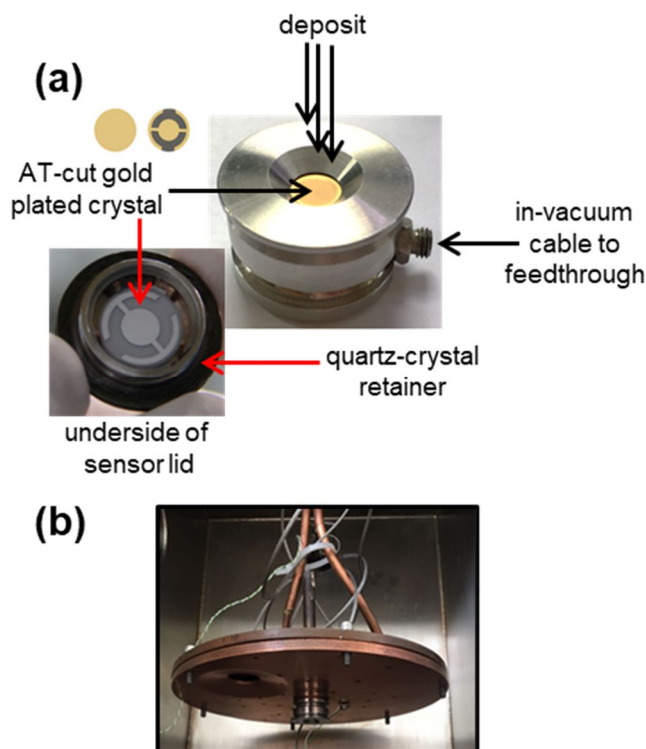 deposit
(a)
AT-cut gold
plated crystal
in-vacuum
cable to
feedthrough
quartz-crystal
retainer
underside of
sensor lid
(b)